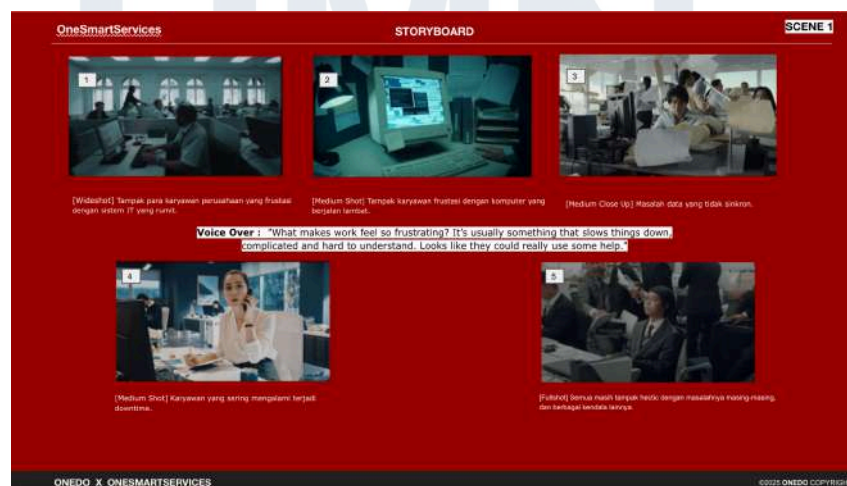 OneSmartServices
STORYBOARD
SCENE 1
1
2
3
[Wideshot] Tampak para karyawan perusahaan yang frustasi
dengan sistem IT yang rumit.
[Medium Shot] Tampak karyawan frustasi dengan komputer yang
berjalan lambat.
[Medium Close Up] Masalah data yang tidak sinkron.
Voice Over : "What makes work feel so frustrating? It's usually something that slows things down,
complicated and hard to understand. Looks like they could really use some help."
4
5
[Medium Shot] Karyawan yang sering mengalami terjadi
downtime.
[Fullshot] Semua masih tampak hectic dengan masalahnya masing-masing,
dan berbagai kendala lainnya.
ONEDO X ONESMARTSERVICES
©2025 ONEDO COPYRIGH